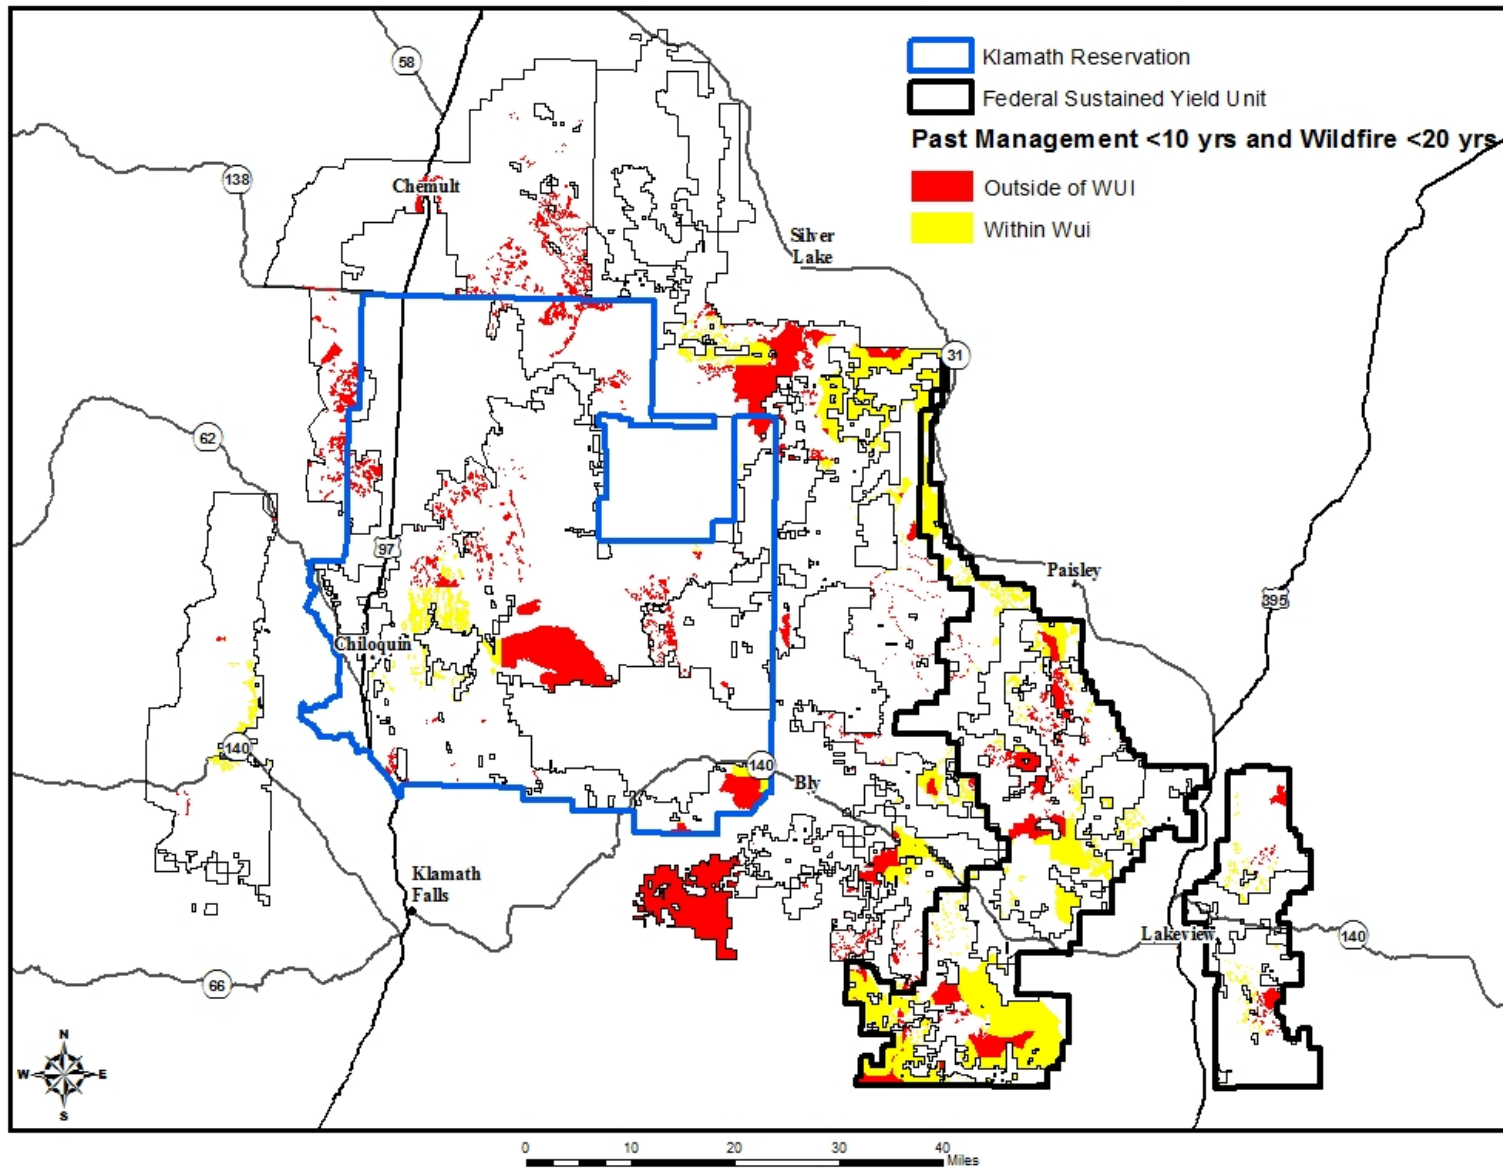 Klamath Reservation
Federal Sustained Yield Unit
Past Management <10 yrs and Wildfire <20 yrs
Outside of WUI
Within Wui
58
138
Chemult
Silver
Lake
31
62
97
Paisley
395
Chiloquin
140
140
Bly
Klamath
Falls
Lakeview
140
66
N
W E
S
0 10 20 30 40
Miles